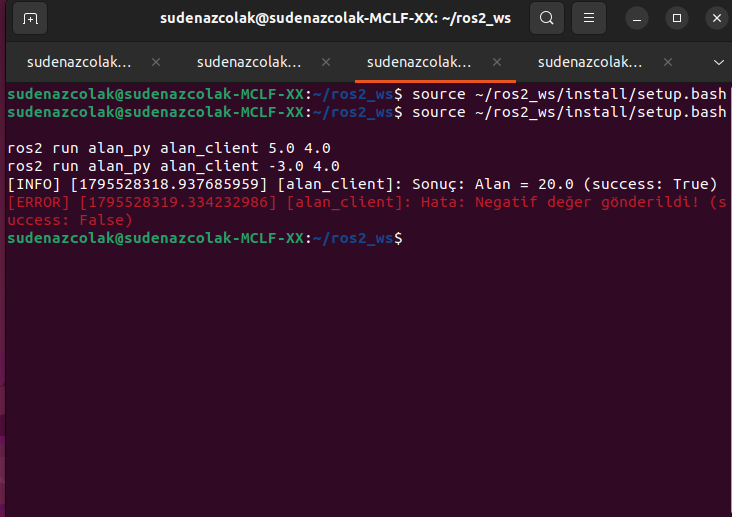 sudenazcolak@sudenazcolak-MCLF-XX: ~/ros2_ws
sudenazcolak... × sudenazcolak... × sudenazcolak... × sudenazcolak... ×
sudenazcolak@sudenazcolak-MCLF-XX:~/ros2_ws$ source ~/ros2_ws/install/setup.bash
sudenazcolak@sudenazcolak-MCLF-XX:~/ros2_ws$ source ~/ros2_ws/install/setup.bash
ros2 run alan_py alan_client 5.0 4.0
ros2 run alan_py alan_client -3.0 4.0
[INFO] [1795528318.937685959] [alan_client]: Sonuç: Alan = 20.0 (success: True)
[ERROR] [1795528319.334232986] [alan_client]: Hata: Negatif değer gönderildi! (s
uccess: False)
sudenazcolak@sudenazcolak-MCLF-XX:~/ros2_ws$